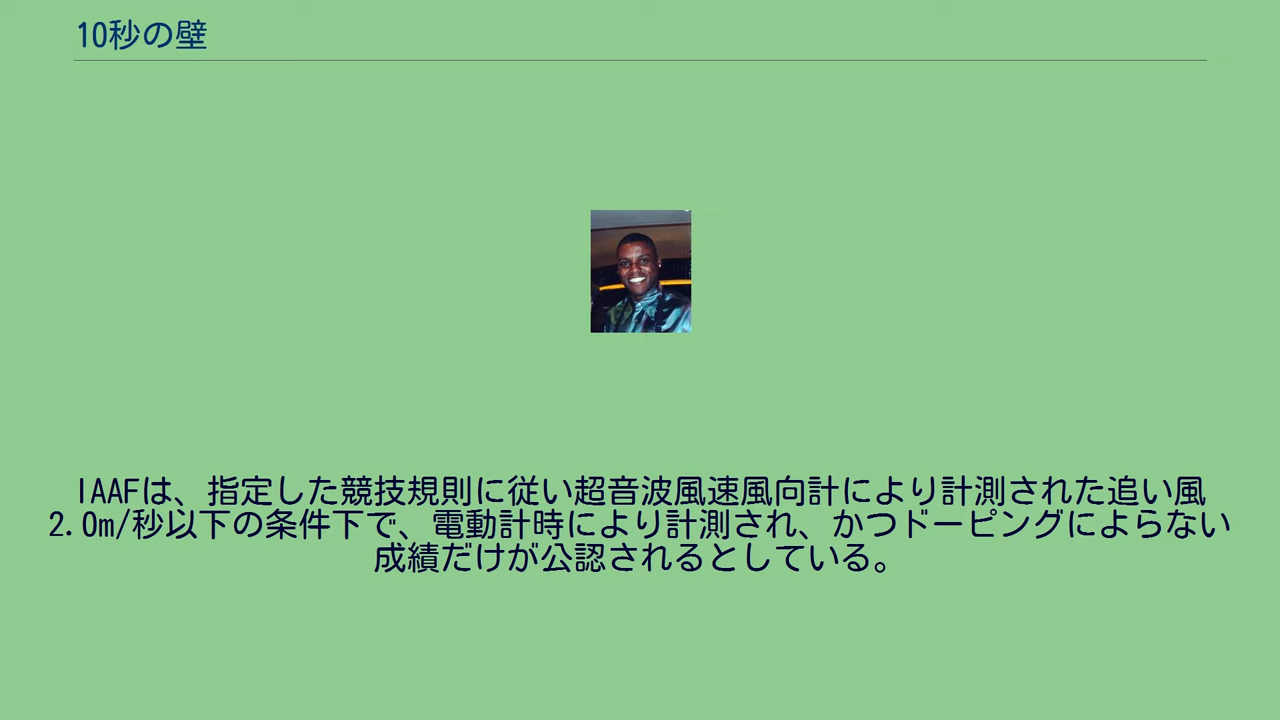 10秒の壁
IAAFは、指定した競技規則に従い超音波風速風向計により計測された追い風
2.0m/秒以下の条件下で、電動計時により計測され、かつドーピングによらない
成績だけが公認されるとしている。